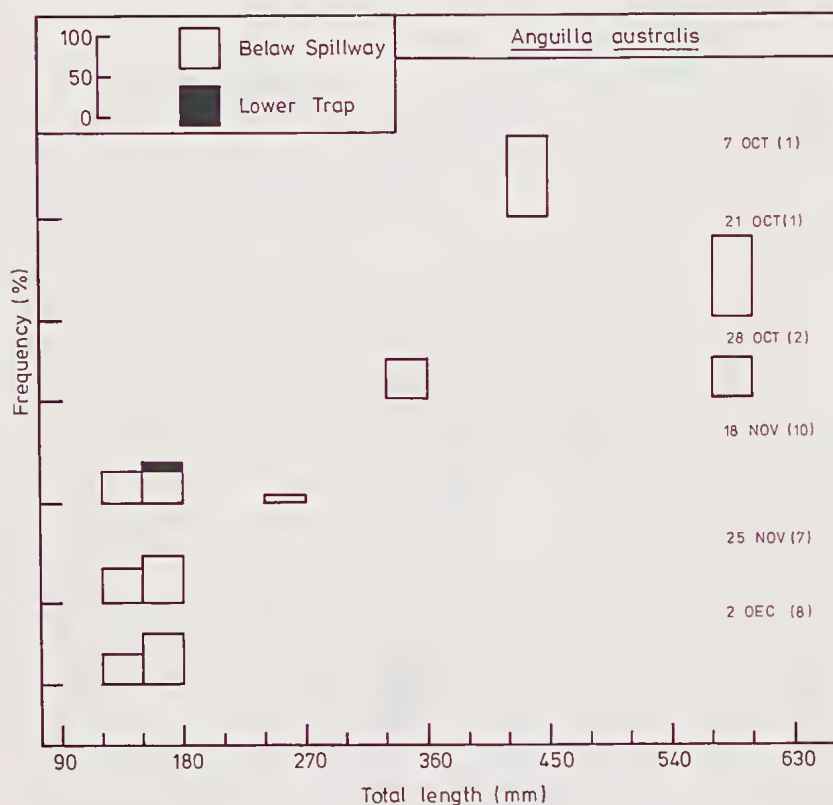 100
50
0
Below Spillway
Lower Trap
Anguilla australis
7 OCT (1)
21 OCT(1)
28 OCT (2)
18 NOV (10)
25 NOV (7)
2 OEC (8)
Frequency (%)
90 180 270 360 450 540 630
Total length (mm)